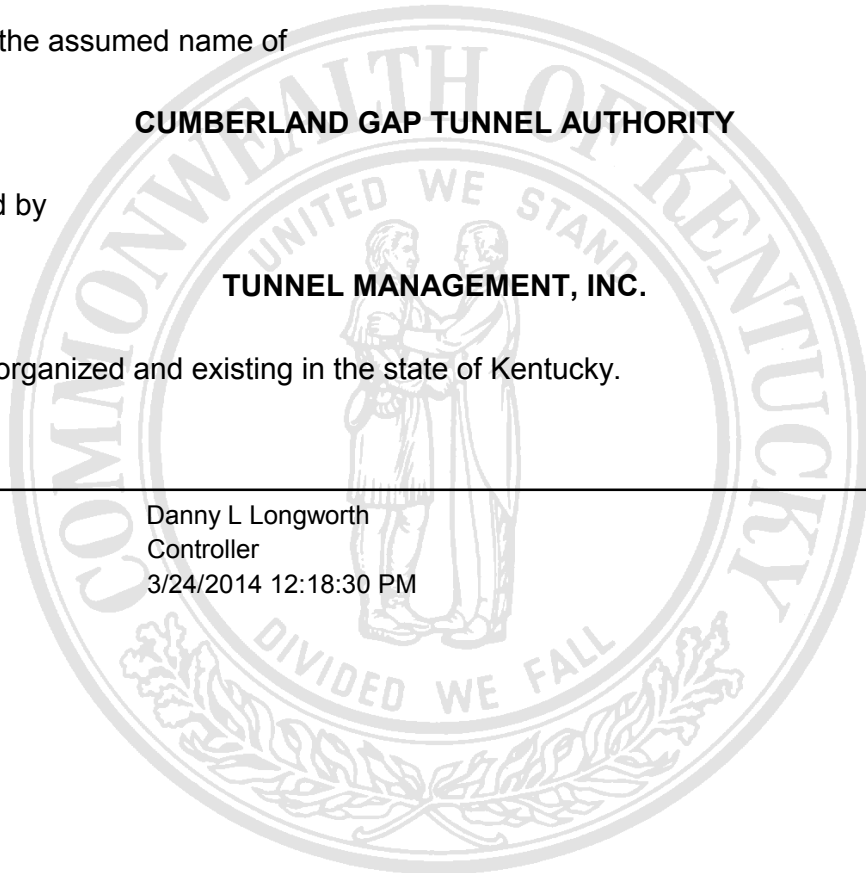 the assumed name of
CUMBERLAND GAP TUNNEL AUTHORITY
d by
TUNNEL MANAGEMENT, INC.
organized and existing in the state of Kentucky.
Danny L Longworth
Controller
3/24/2014 12:18:30 PM
COMMONWEALTH OF KENTUCKY
UNITED WE STAND
DIVIDED WE FALL